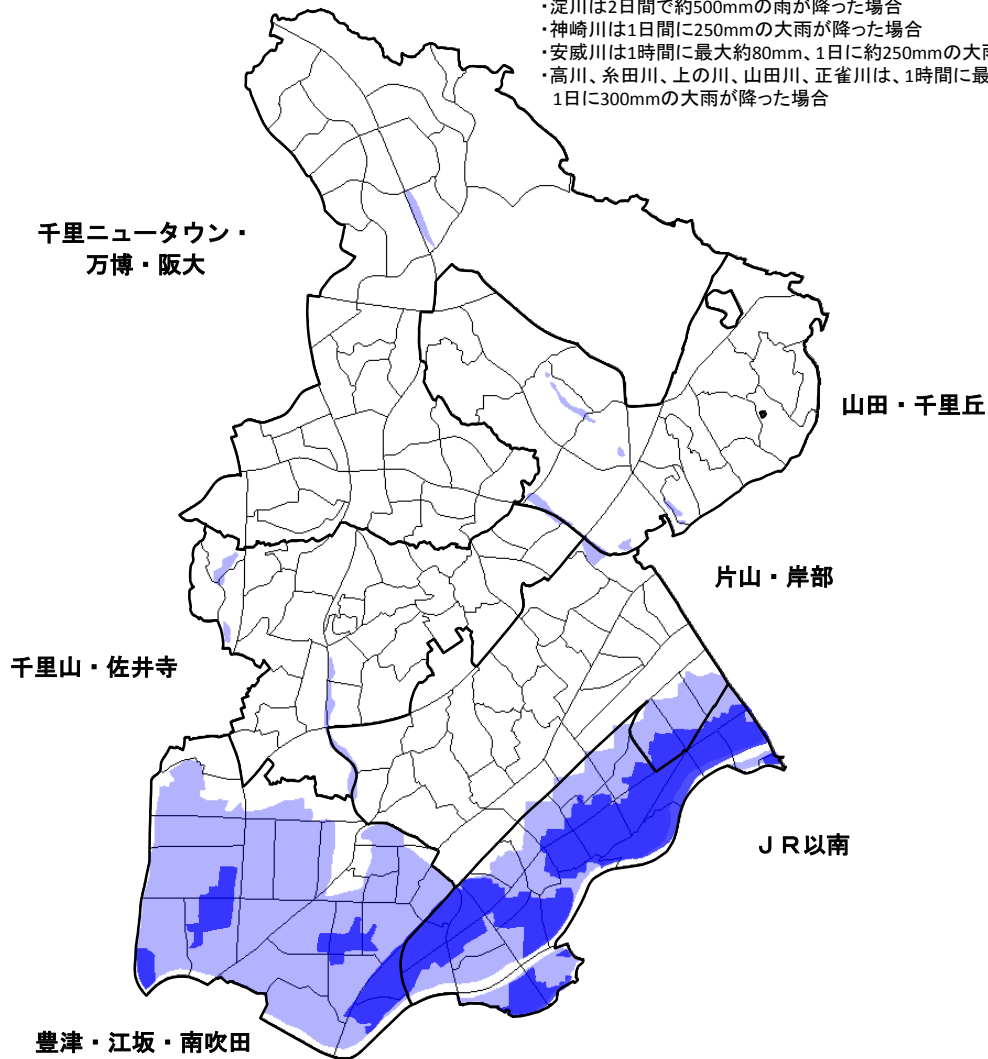 ・淀川は2日間で約500mmの雨が降った場合
・神崎川は1日間に250mmの大雨が降った場合
・安威川は1時間に最大約80mm、1日に約250mmの大雨
・高川、糸田川、上の川、山田川、正雀川は、1時間に最
1日に300mmの大雨が降った場合
千里ニュータウン・
万博・阪大
山田・千里丘
片山・岸部
千里山・佐井寺
ＪＲ以南
豊津・江坂・南吹田